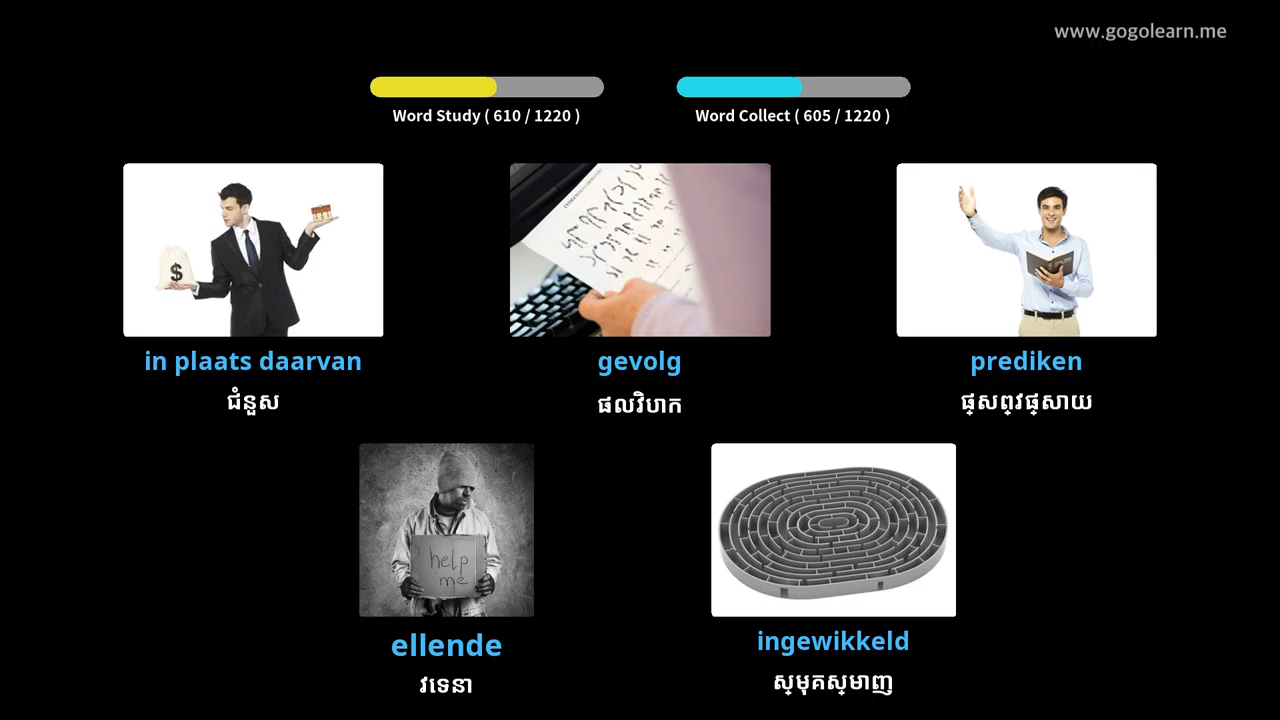 www.gogolearn.me
Word Study ( 610 / 1220 )
Word Collect ( 605 / 1220 )
in plaats daarvan
ជំនួស
gevolg
ផលវិបាក
prediken
ផ្សព្វផ្សាយ
help
me
ellende
វេទនា
ingewikkeld
ស្មុគស្មាញ